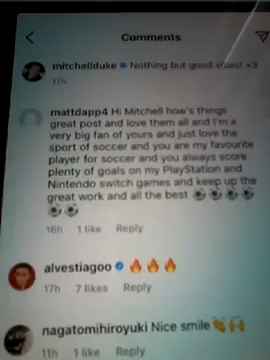 Comments
mitchellduke Nothing but good vibes! <3
17h
mattdapp4 Hi Mitchell how's things
great post and love them all and I'm a
very big fan of yours and just love the
sport of soccer and you are my favourite
player for soccer and you always score
plenty of goals on my PlayStation and
Nintendo switch games and keep up the
great work and all the best ⚽ ⚽ ⚽ ⚽
⚽ ⚽
16h 1 like Reply
alvestiagoo 🔥🔥🔥
17h 7 likes Reply
nagatomihiroyuki Nice smile 👏🙌
11h 1 like Reply